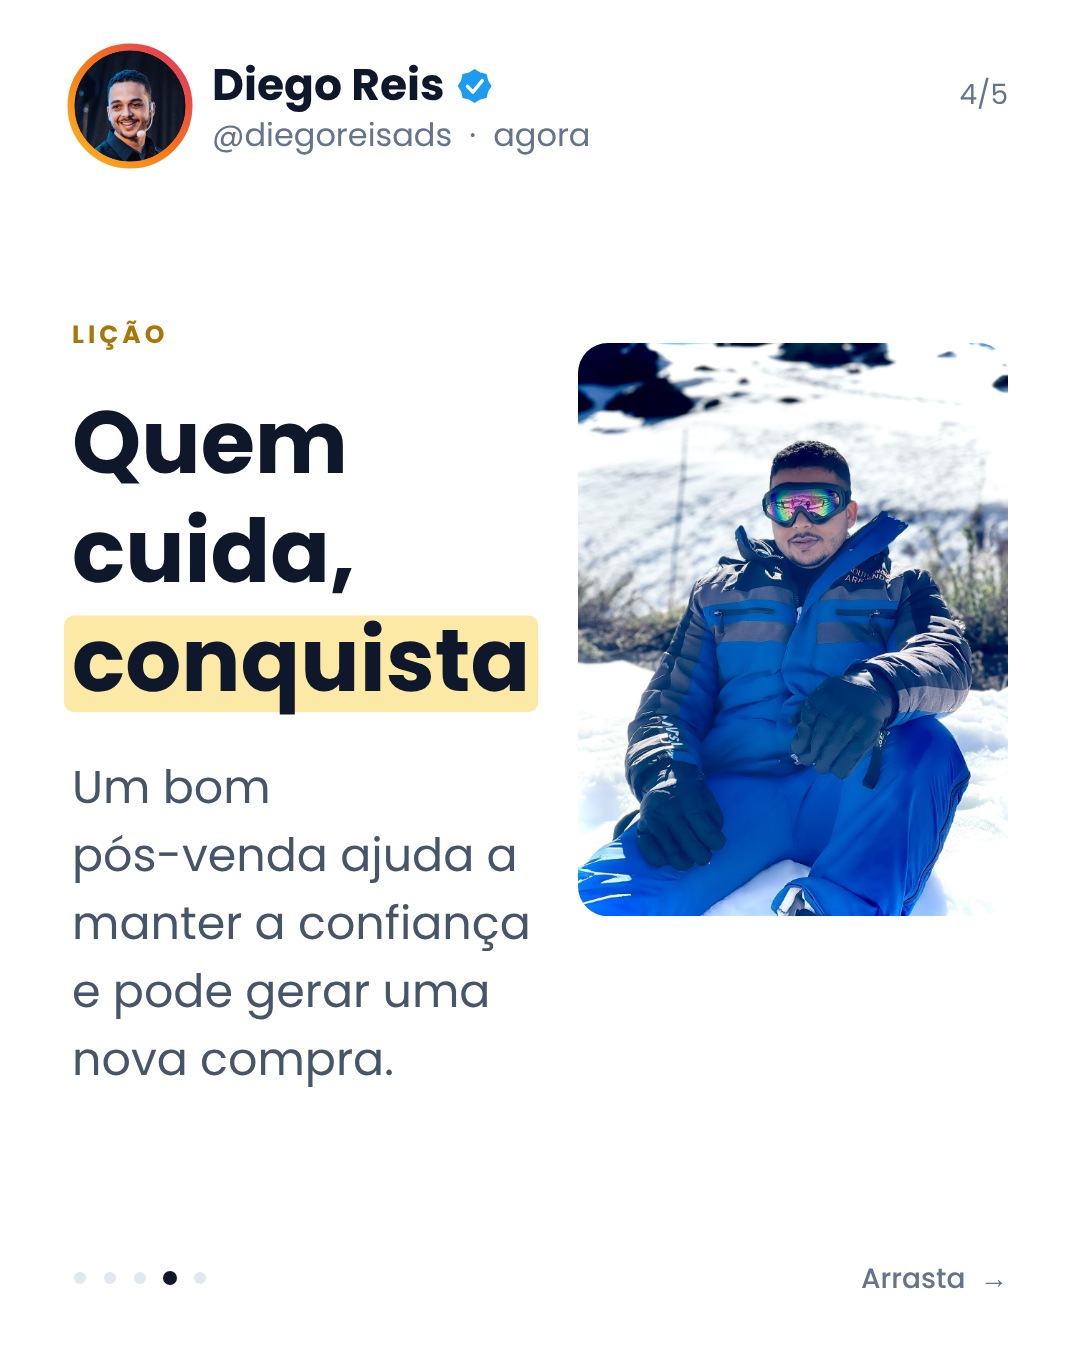 Diego Reis
@diegoreisads · agora
4/5
LIÇÃO
Quem
cuida,
conquista
Um bom
pós-venda ajuda a
manter a confiança
e pode gerar uma
nova compra.
Arrasta →